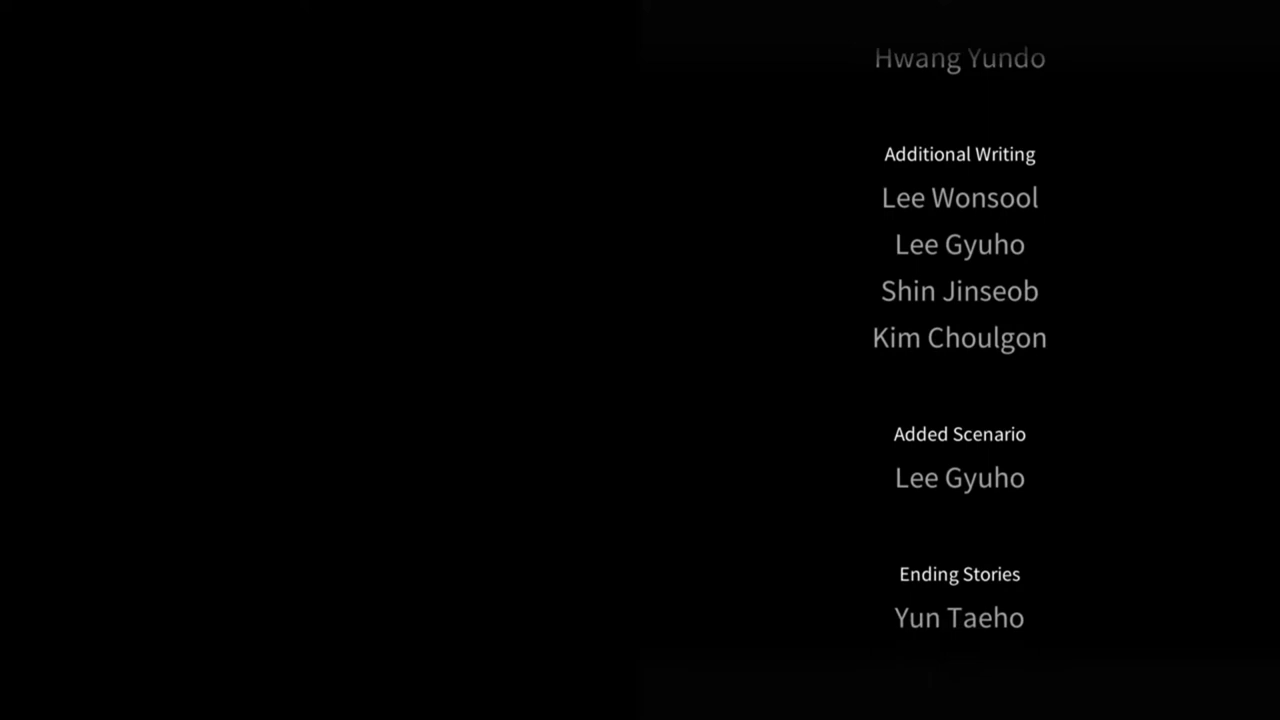 Hwang Yundo
Additional Writing
Lee Wonsool
Lee Gyuho
Shin Jinseob
Kim Choulgon
Added Scenario
Lee Gyuho
Ending Stories
Yun Taeho